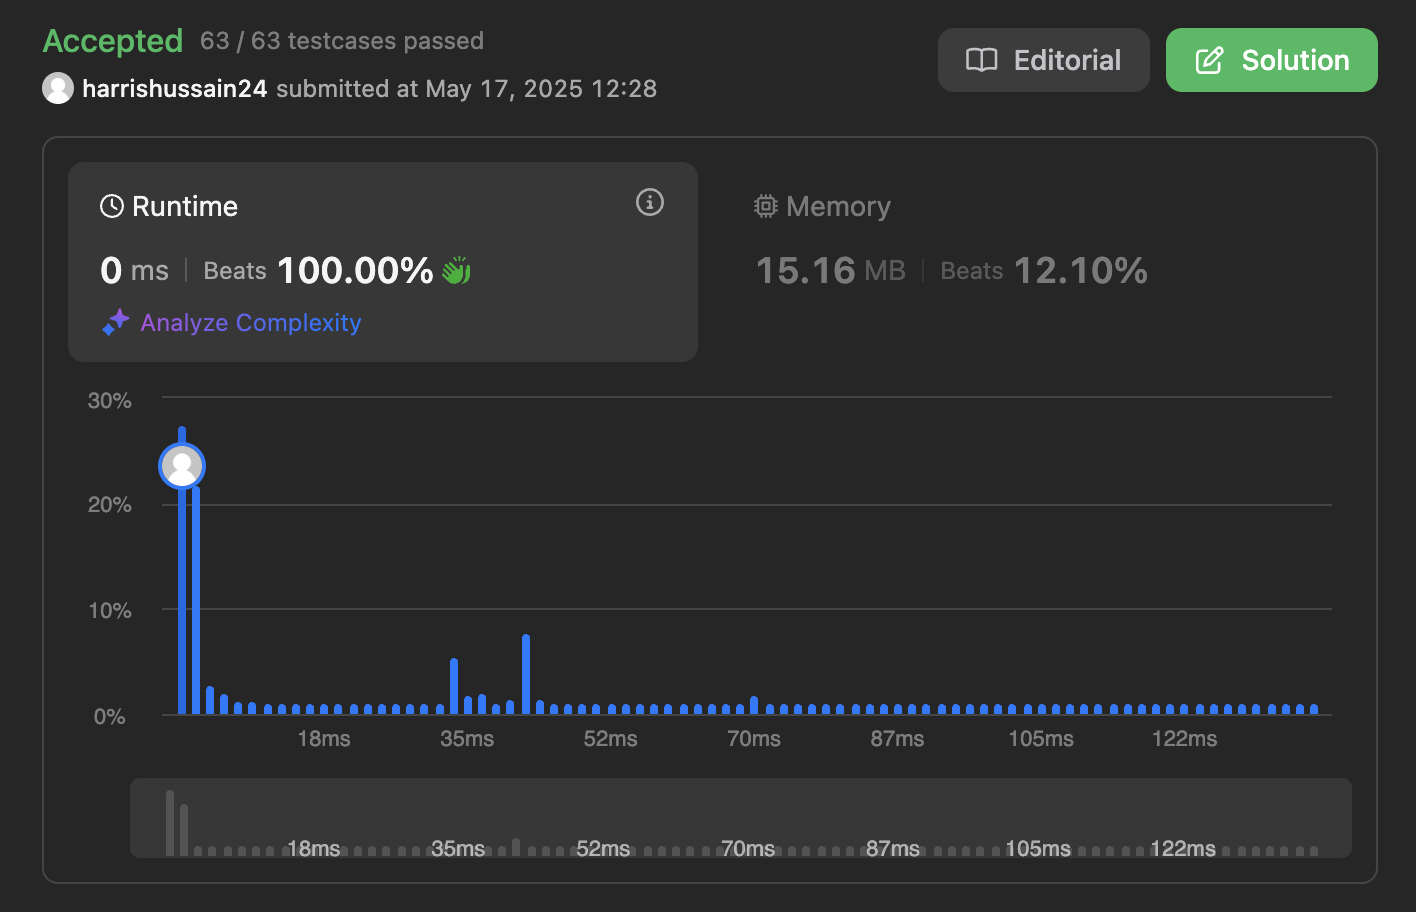 Accepted 63 / 63 testcases passed
harrishussain24 submitted at May 17, 2025 12:28
Editorial
Solution
Runtime
0 ms | Beats 100.00%
Analyze Complexity
Memory
15.16 MB | Beats 12.10%
30%
20%
10%
0%
18ms 35ms 52ms 70ms 87ms 105ms 122ms
18ms 35ms 52ms 70ms 87ms 105ms 122ms